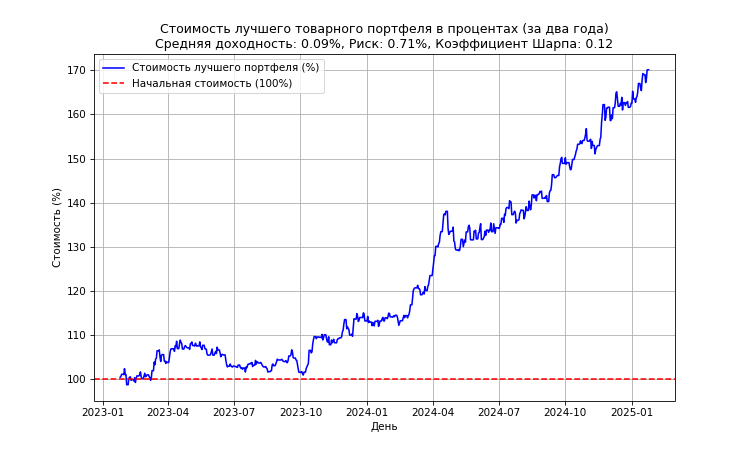 Стоимость лучшего товарного портфеля в процентах (за два года)
Средняя доходность: 0.09%, Риск: 0.71%, Коэффициент Шарпа: 0.12
Стоимость лучшего портфеля (%)
Начальная стоимость (100%)
Стоимость (%)
170
160
150
140
130
120
110
100
2023-01 2023-04 2023-07 2023-10 2024-01 2024-04 2024-07 2024-10 2025-01
День